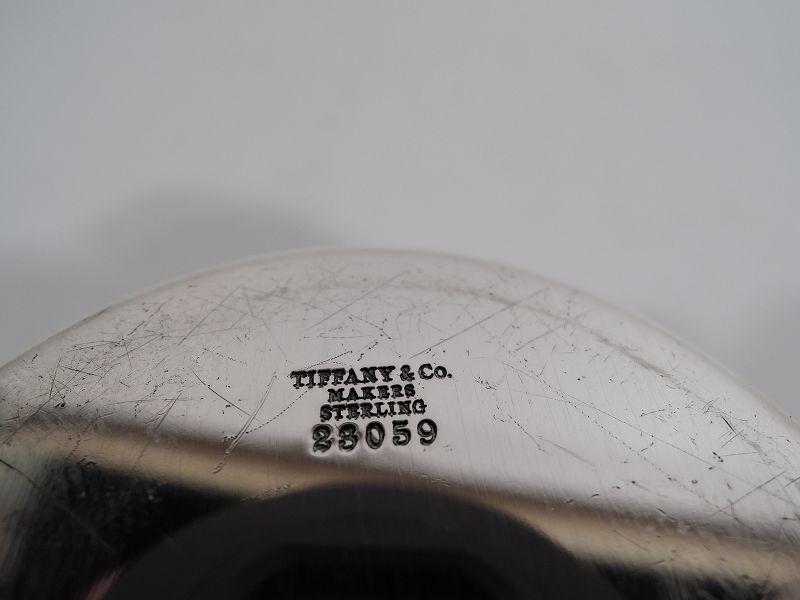 TIFFANY & Co.
MAKERS
STERLING
23059